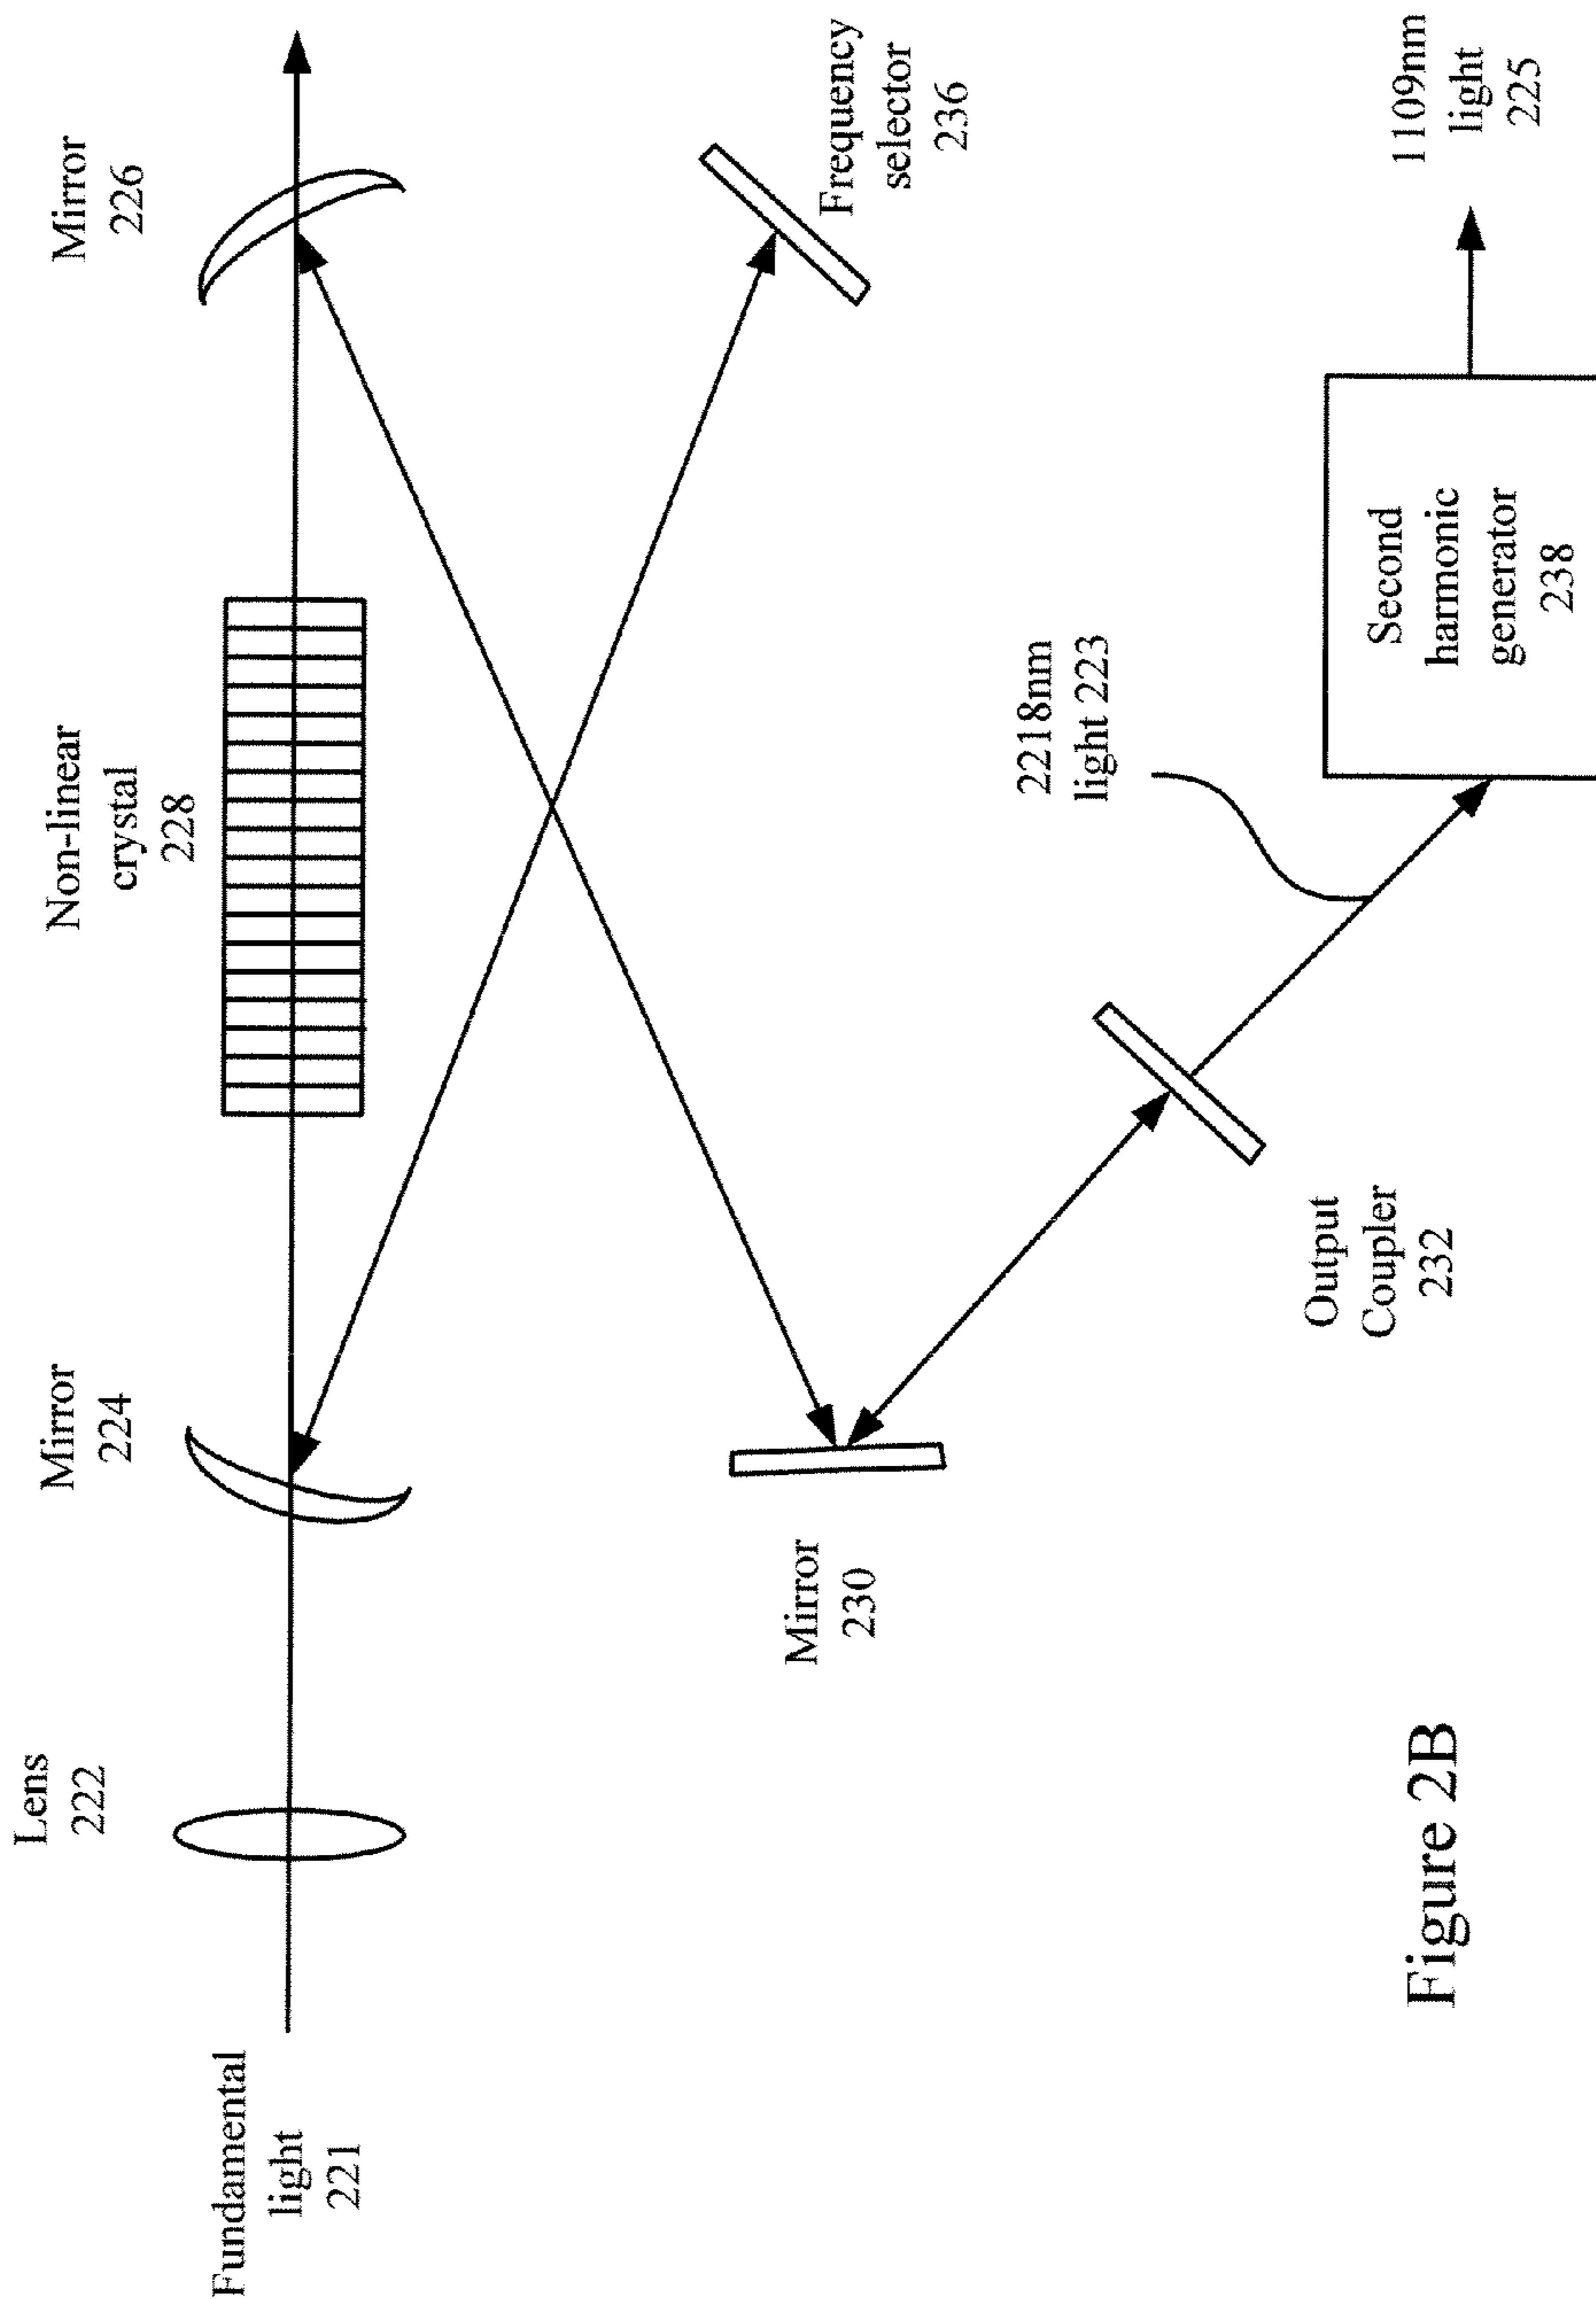 Fundamental
light
221
Lens
222
Mirror
224
Non-linear
crystal
228
Mirror
226
Frequency
selector
236
Mirror
230
Output
Coupler
232
2218nm
light 223
Second
harmonic
generator
238
1109nm
light
225
Figure 2B